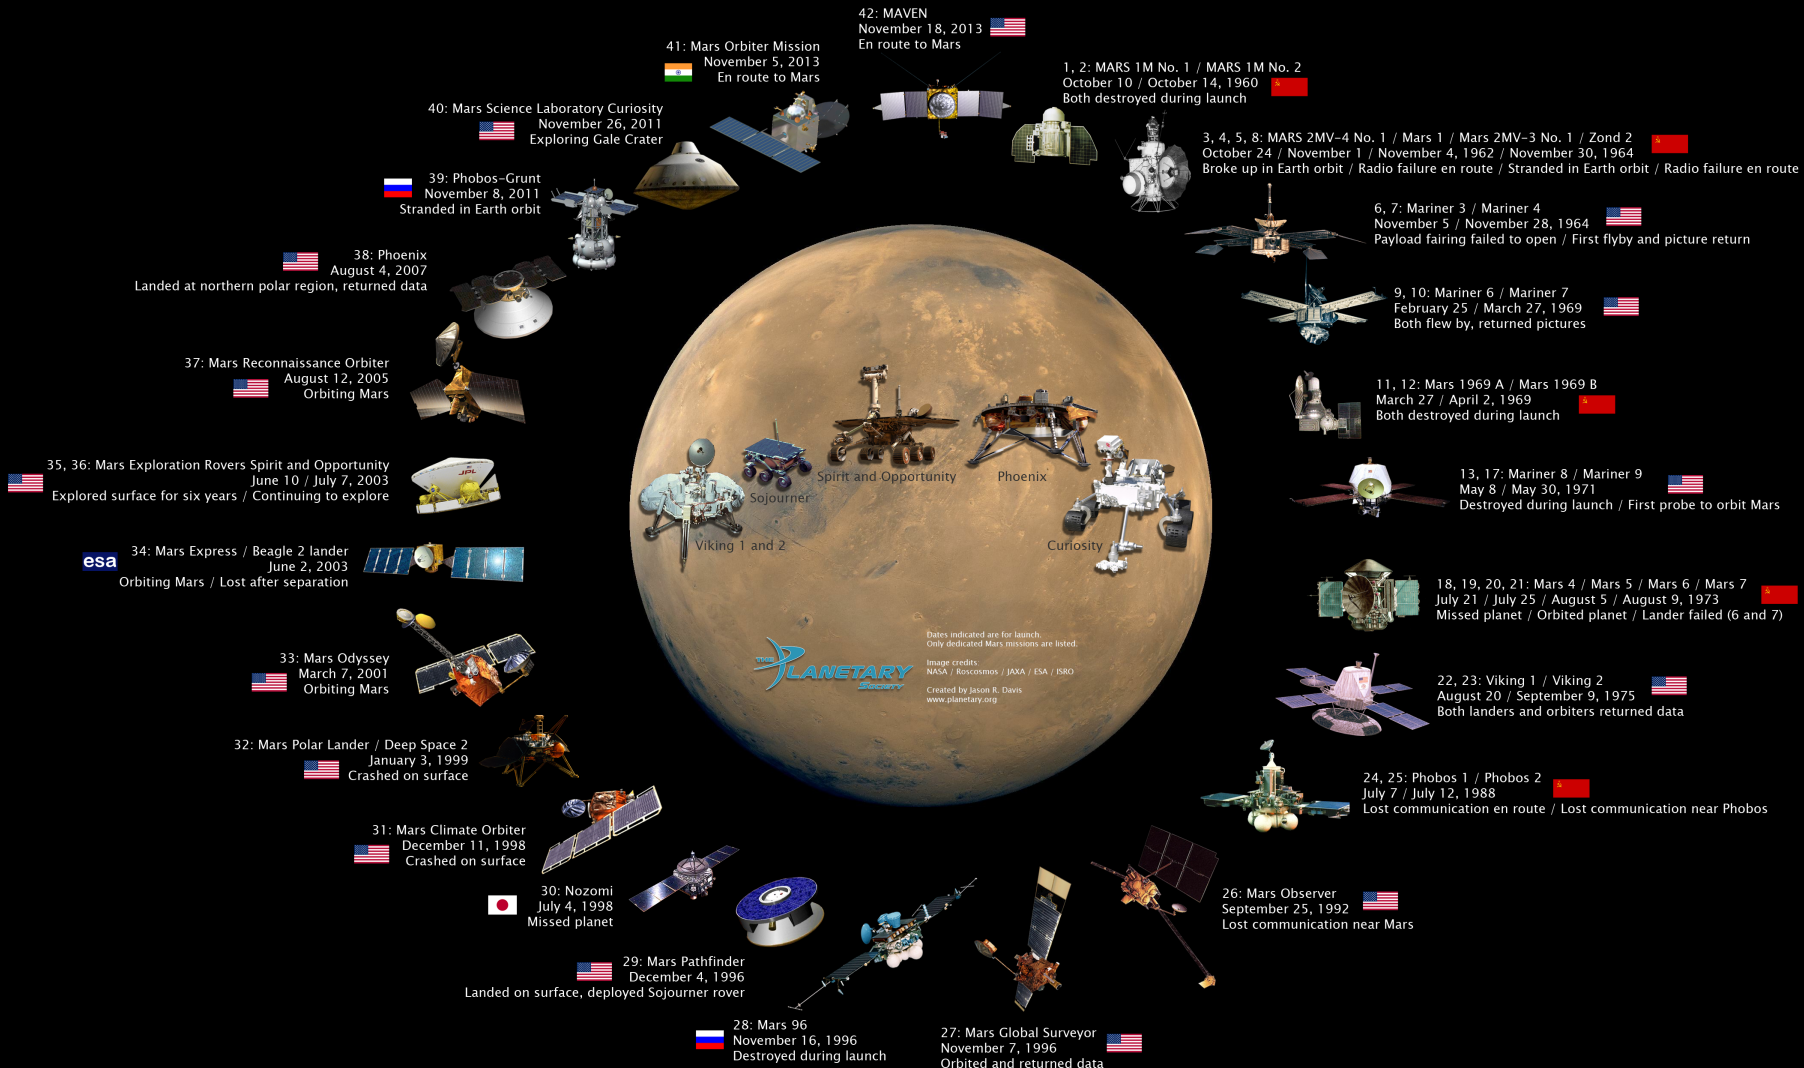 42: MAVEN
November 18, 2013
En route to Mars
1, 2: MARS 1M No. 1 / MARS 1M No. 2
October 10 / October 14, 1960
Both destroyed during launch
3, 4, 5, 8: MARS 2MV-4 No. 1 / Mars 1 / Mars 2MV-3 No. 1 / Zond 2
October 24 / November 1 / November 4, 1962 / November 30, 1964
Broke up in Earth orbit / Radio failure en route / Stranded in Earth orbit / Radio failure en route
6, 7: Mariner 3 / Mariner 4
November 5 / November 28, 1964
Payload fairing failed to open / First flyby and picture return
9, 10: Mariner 6 / Mariner 7
February 25 / March 27, 1969
Both flew by, returned pictures
11, 12: Mars 1969 A / Mars 1969 B
March 27 / April 2, 1969
Both destroyed during launch
13, 17: Mariner 8 / Mariner 9
May 8 / May 30, 1971
Destroyed during launch / First probe to orbit Mars
18, 19, 20, 21: Mars 4 / Mars 5 / Mars 6 / Mars 7
July 21 / July 25 / August 5 / August 9, 1973
Missed planet / Orbited planet / Lander failed (6 and 7)
22, 23: Viking 1 / Viking 2
August 20 / September 9, 1975
Both landers and orbiters returned data
24, 25: Phobos 1 / Phobos 2
July 7 / July 12, 1988
Lost communication en route / Lost communication near Phobos
26: Mars Observer
September 25, 1992
Lost communication near Mars
27: Mars Global Surveyor
November 7, 1996
Orbited and returned data
28: Mars 96
November 16, 1996
Destroyed during launch
29: Mars Pathfinder
December 4, 1996
Landed on surface, deployed Sojourner rover
30: Nozomi
July 4, 1998
Missed planet
31: Mars Climate Orbiter
December 11, 1998
Crashed on surface
32: Mars Polar Lander / Deep Space 2
January 3, 1999
Crashed on surface
33: Mars Odyssey
March 7, 2001
Orbiting Mars
esa
34: Mars Express / Beagle 2 lander
June 2, 2003
Orbiting Mars / Lost after separation
35, 36: Mars Exploration Rovers Spirit and Opportunity
June 10 / July 7, 2003
Explored surface for six years / Continuing to explore
JPL
37: Mars Reconnaissance Orbiter
August 12, 2005
Orbiting Mars
38: Phoenix
August 4, 2007
Landed at northern polar region, returned data
39: Phobos-Grunt
November 8, 2011
Stranded in Earth orbit
40: Mars Science Laboratory Curiosity
November 26, 2011
Exploring Gale Crater
41: Mars Orbiter Mission
November 5, 2013
En route to Mars
Viking 1 and 2
Sojourner
Spirit and Opportunity
Phoenix
Curiosity
THE
PLANETARY
SOCIETY
Dates indicated are for launch.
Only dedicated Mars missions are listed.
Image credits:
NASA / Roscosmos / JAXA / ESA / ISRO
Created by Jason R. Davis
www.planetary.org